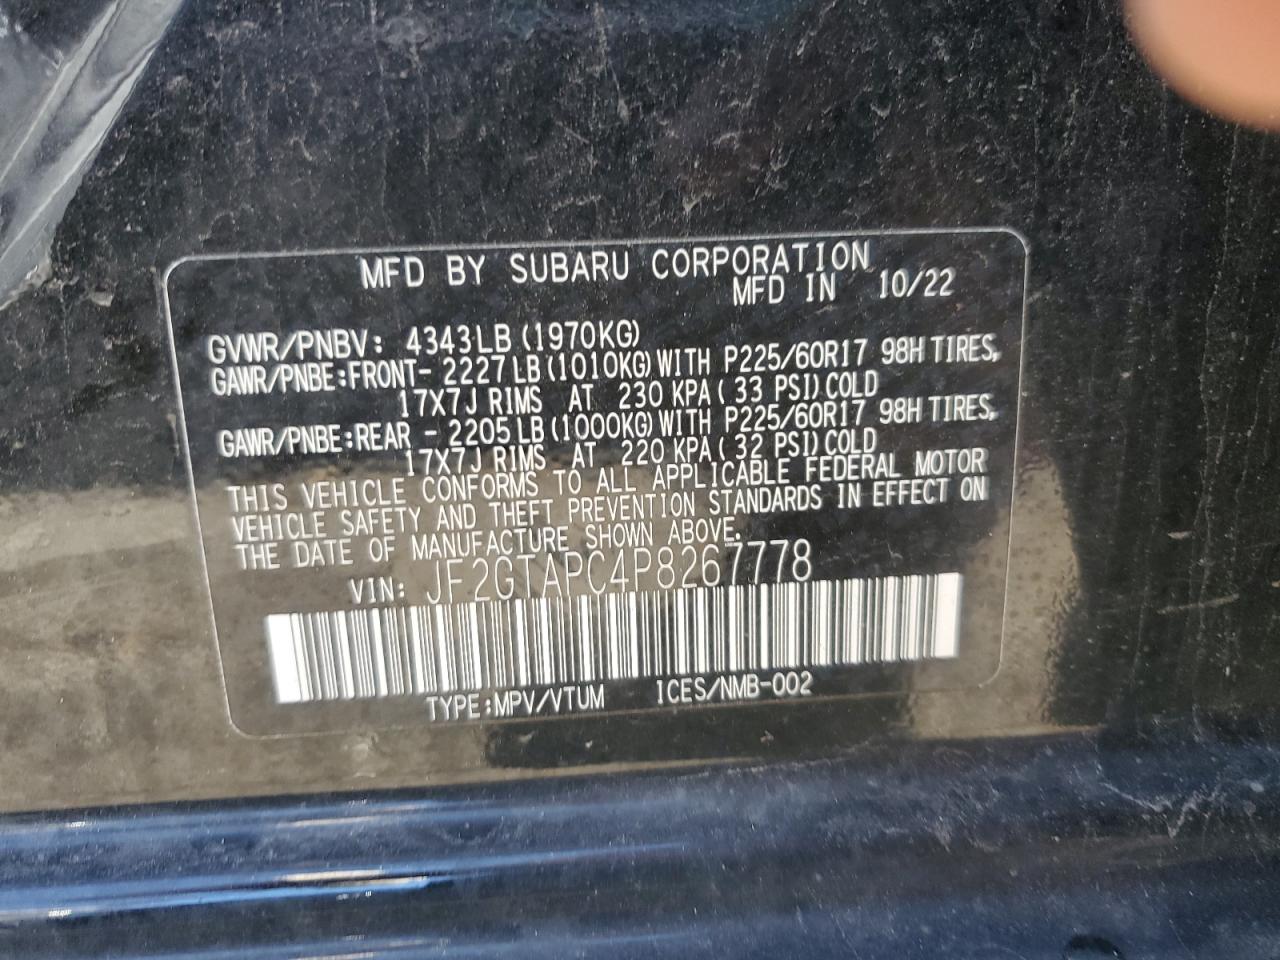 MFD BY SUBARU CORPORATION
MFD IN 10/22
GVWR/PNBV: 4343LB (1970KG)
GAWR/PNBE:FRONT- 2227LB (1010KG) WITH P225/60R17 98H TIRES,
17X7J RIMS AT 230 KPA (33 PSI) COLD
GAWR/PNBE:REAR - 2205LB (1000KG) WITH P225/60R17 98H TIRES,
17X7J RIMS AT 220 KPA (32 PSI) COLD
THIS VEHICLE CONFORMS TO ALL APPLICABLE FEDERAL MOTOR
VEHICLE SAFETY AND THEFT PREVENTION STANDARDS IN EFFECT ON
THE DATE OF MANUFACTURE SHOWN ABOVE.
VIN: JF2GTAPC4P8267778
TYPE:MPV/VTUM ICES/NMB-002